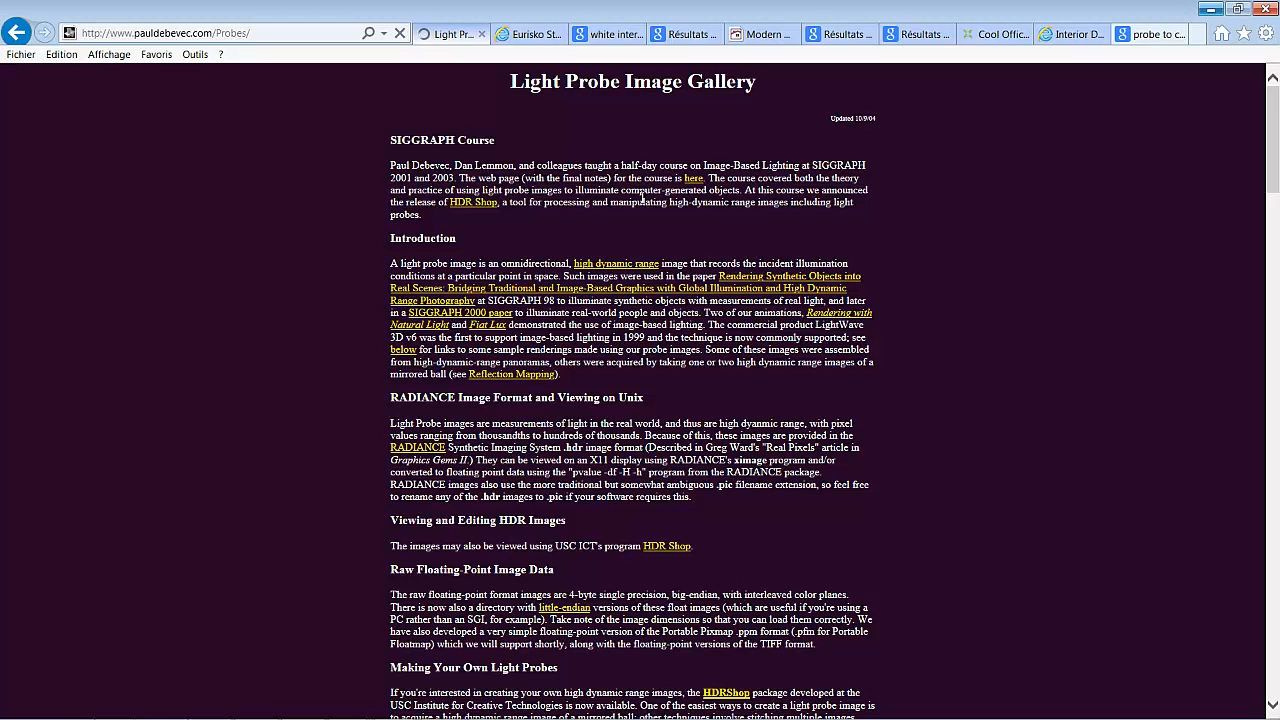 http://www.pauldebevec.com/Probes/
Light Pr...
Eurisko St...
white inter...
Résultats ...
Modern ...
Résultats ...
Résultats ...
Cool Offic...
Interior D...
probe to c...
Fichier Edition Affichage Favoris Outils ?
Light Probe Image Gallery
Updated 10/9/04
SIGGRAPH Course
Paul Debevec, Dan Lemmon, and colleagues taught a half-day course on Image-Based Lighting at SIGGRAPH
2001 and 2003. The web page (with the final notes) for the course is here. The course covered both the theory
and practice of using light probe images to illuminate computer-generated objects. At this course we announced
the release of HDR Shop, a tool for processing and manipulating high-dynamic range images including light
probes.
Introduction
A light probe image is an omnidirectional, high dynamic range image that records the incident illumination
conditions at a particular point in space. Such images were used in the paper Rendering Synthetic Objects into
Real Scenes: Bridging Traditional and Image-Based Graphics with Global Illumination and High Dynamic
Range Photography at SIGGRAPH 98 to illuminate synthetic objects with measurements of real light, and later
in a SIGGRAPH 2000 paper to illuminate real-world people and objects. Two of our animations, Rendering with
Natural Light and Fiat Lux demonstrated the use of image-based lighting. The commercial product LightWave
3D v6 was the first to support image-based lighting in 1999 and the technique is now commonly supported; see
below for links to some sample renderings made using our probe images. Some of these images were assembled
from high-dynamic-range panoramas, others were acquired by taking one or two high dynamic range images of a
mirrored ball (see Reflection Mapping).
RADIANCE Image Format and Viewing on Unix
Light Probe images are measurements of light in the real world, and thus are high dyanmic range, with pixel
values ranging from thousandths to hundreds of thousands. Because of this, these images are provided in the
RADIANCE Synthetic Imaging System .hdr image format (Described in Greg Ward's "Real Pixels" article in
Graphics Gems II.) They can be viewed on an X11 display using RADIANCE's ximage program and/or
converted to floating point data using the "pvalue -df -H -h" program from the RADIANCE package.
RADIANCE images also use the more traditional but somewhat ambiguous .pic filename extension, so feel free
to rename any of the .hdr images to .pic if your software requires this.
Viewing and Editing HDR Images
The images may also be viewed using USC ICT's program HDR Shop.
Raw Floating-Point Image Data
The raw floating-point format images are 4-byte single precision, big-endian, with interleaved color planes.
There is now also a directory with little-endian versions of these float images (which are useful if you're using a
PC rather than an SGI, for example). Take note of the image dimensions so that you can load them correctly. We
have also developed a very simple floating-point version of the Portable Pixmap .ppm format (.pfm for Portable
Floatmap) which we will support shortly, along with the floating-point versions of the TIFF format.
Making Your Own Light Probes
If you're interested in creating your own high dynamic range images, the HDRShop package developed at the
USC Institute for Creative Technologies is now available. One of the easiest ways to create a light probe image is
to acquire a high dynamic range image of a mirrored ball; other techniques involve stitching multiple images